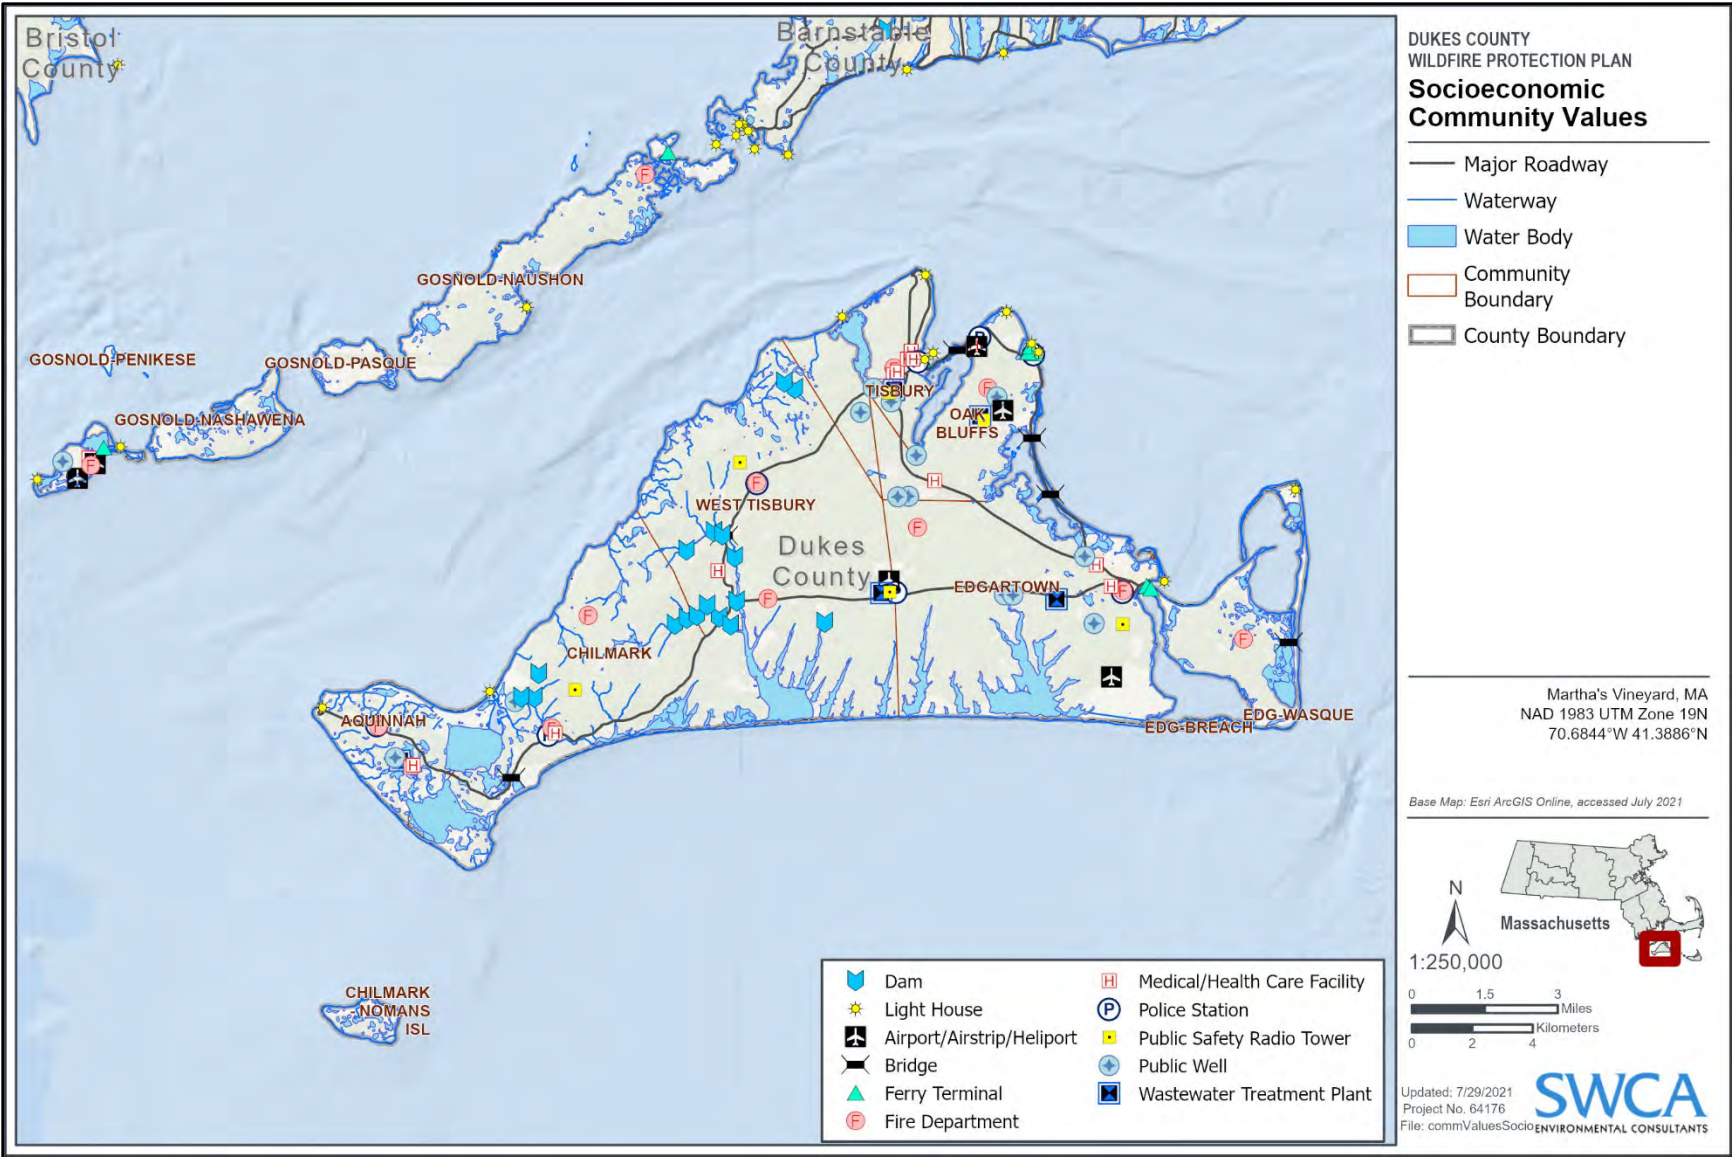 Bristol
County
Barnstable
County
GOSNOLD-NAUSHON
GOSNOLD-PENIKESE
GOSNOLD-PASQUE
GOSNOLD-NASHAWENA
TISBURY
OAK
BLUFFS
WEST TISBURY
Dukes
County
EDGARTOWN
CHILMARK
AQUINNAH
EDG-WASQUE
EDG-BREACH
CHILMARK
- NOMANS
ISL
Dam
Light House
Airport/Airstrip/Heliport
Bridge
Ferry Terminal
Fire Department
Medical/Health Care Facility
Police Station
Public Safety Radio Tower
Public Well
Wastewater Treatment Plant
DUKES COUNTY
WILDFIRE PROTECTION PLAN
Socioeconomic
Community Values
Major Roadway
Waterway
Water Body
Community
Boundary
County Boundary
Martha's Vineyard, MA
NAD 1983 UTM Zone 19N
70.6844°W 41.3886°N
Base Map: Esri ArcGIS Online, accessed July 2021
N
1:250,000
Massachusetts
0 1.5 3
Miles
Kilometers
0 2 4
Updated: 7/29/2021
Project No. 64176
File: commValuesSocio
SWCA
ENVIRONMENTAL CONSULTANTS